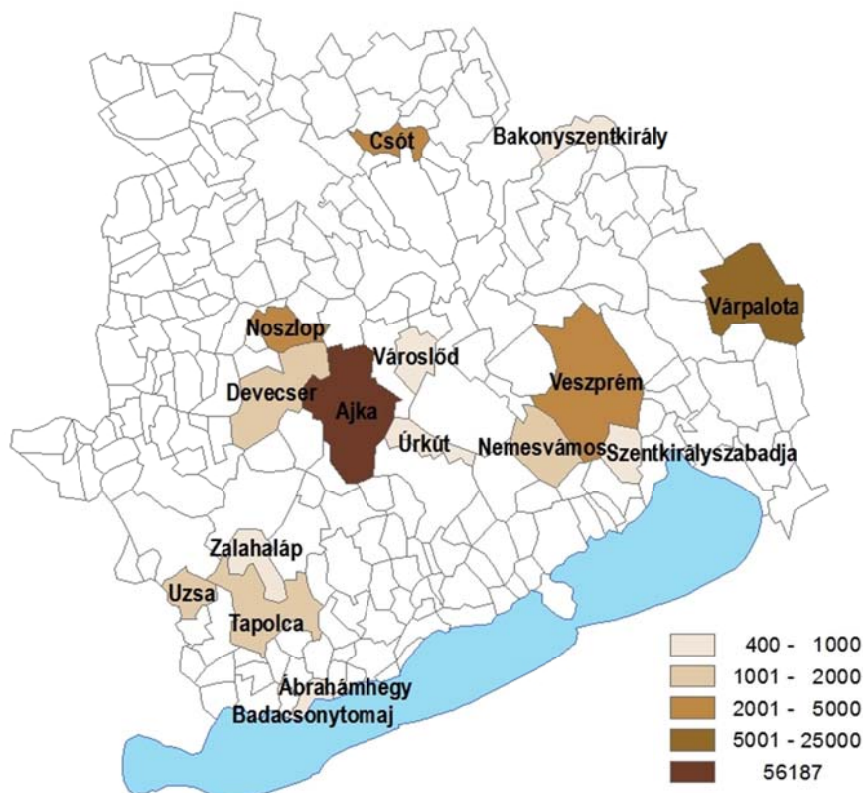 Csót
Bakonyszentkirály
Várpalota
Noszlop
Városlőd
Devecser
Veszprém
Ajka
Úrkút
Nemesvámos
Szentkirályszabadja
Zalahaláp
Uzsa
Tapolca
Ábrahámhegy
Badacsonytomaj
400 - 1000
1001 - 2000
2001 - 5000
5001 - 25000
56187